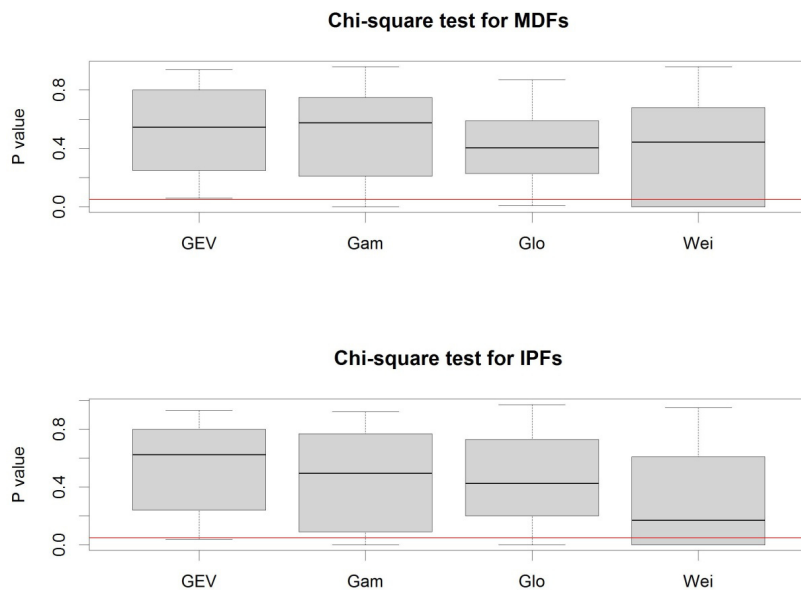 Chi-square test for MDFs
P value
0.8
0.4
0.0
GEV Gam Glo Wei
Chi-square test for IPFs
P value
0.8
0.4
0.0
GEV Gam Glo Wei